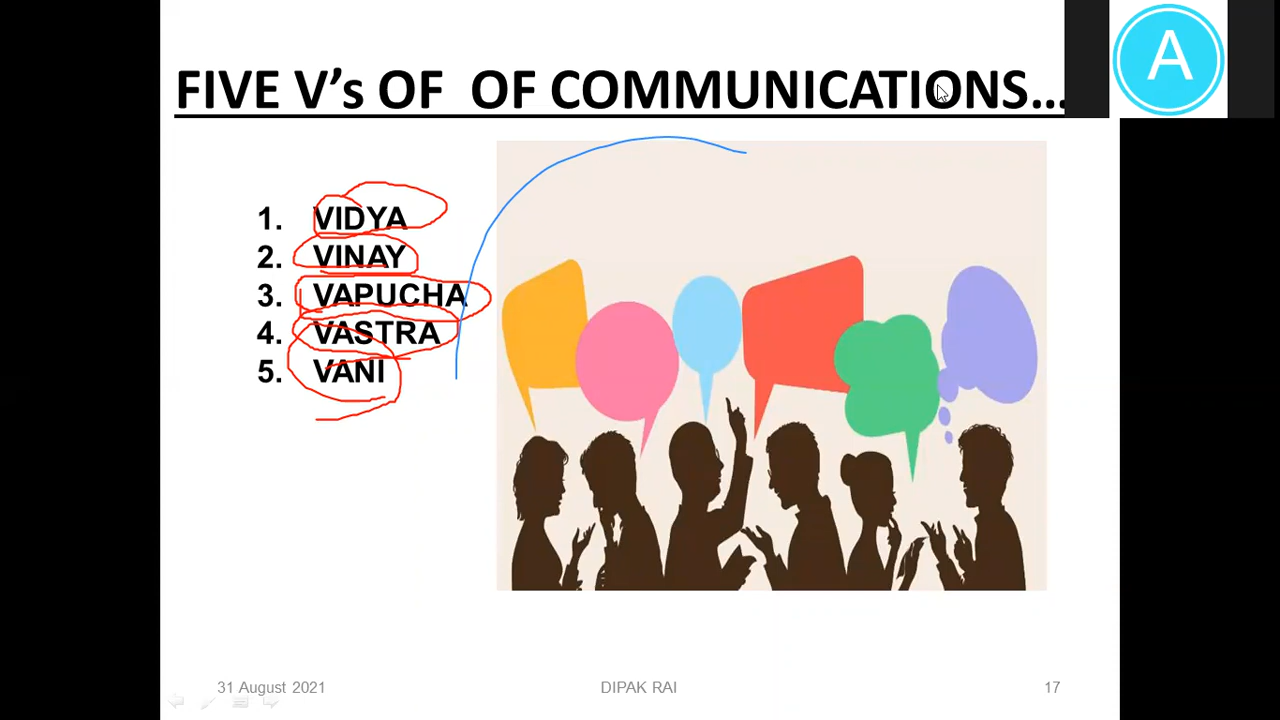 FIVE V's OF OF COMMUNICATIONS...
A
1. VIDYA
2. VINAY
3. VAPUCHA
4. VASTRA
5. VANI
31 August 2021 DIPAK RAI 17